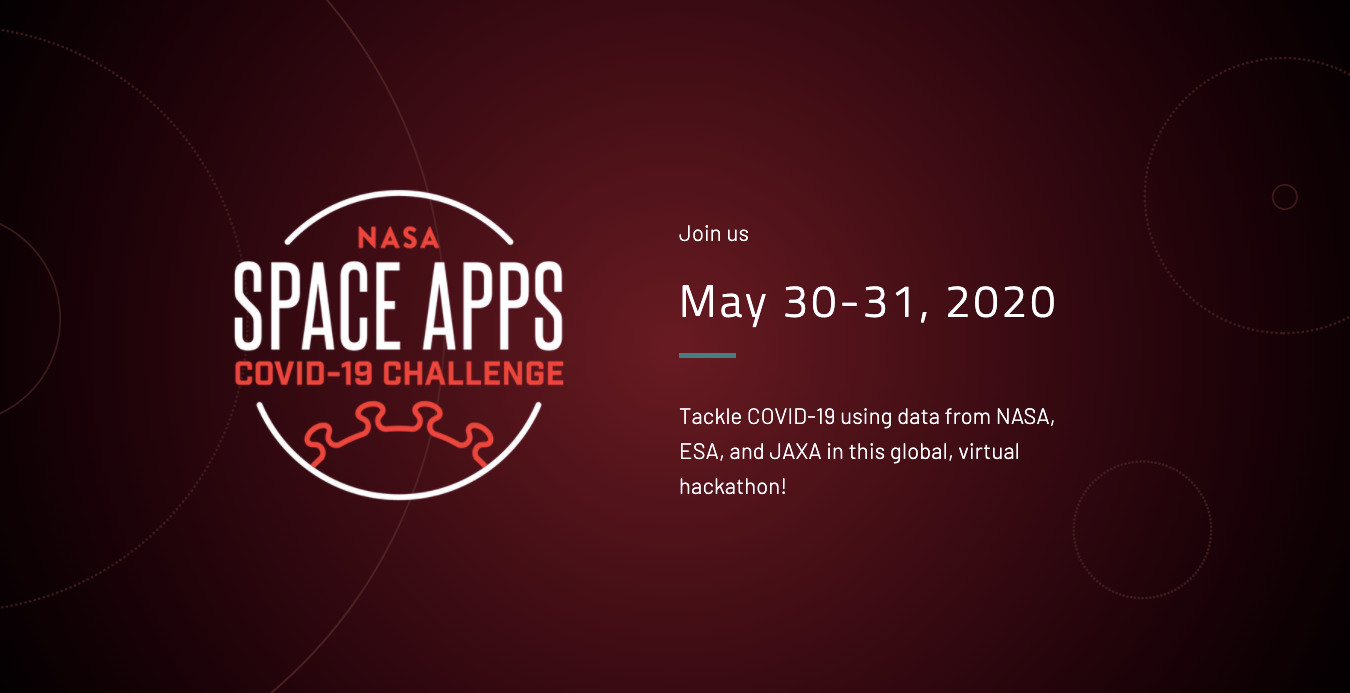 NASA
SPACE APPS
COVID-19 CHALLENGE
Join us
May 30-31, 2020
Tackle COVID-19 using data from NASA,
ESA, and JAXA in this global, virtual
hackathon!